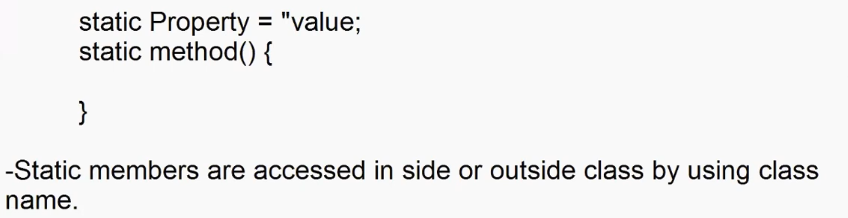 static Property = "value;
static method() {
}
-Static members are accessed in side or outside class by using class
name.